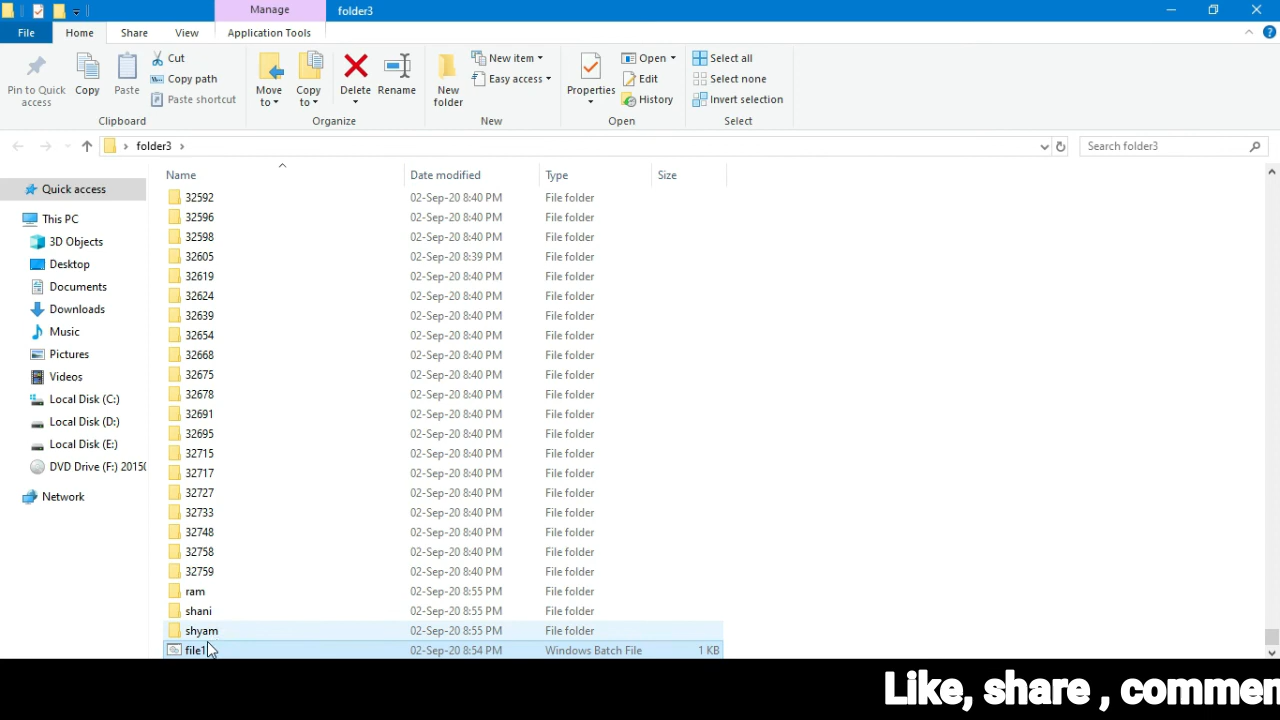 Manage
folder3
File
Home
Share
View
Application Tools
Pin to Quick
access
Copy
Paste
Cut
Copy path
Paste shortcut
Clipboard
Move
to
Copy
to
Delete
Rename
Organize
New
folder
New item
Easy access
New
Properties
Open
Edit
History
Open
Select all
Select none
Invert selection
Select
folder3
Search folder3
Quick access
This PC
3D Objects
Desktop
Documents
Downloads
Music
Pictures
Videos
Local Disk (C:)
Local Disk (D:)
Local Disk (E:)
DVD Drive (F:) 2015
Network
Name Date modified Type Size
32592 02-Sep-20 8:40 PM File folder
32596 02-Sep-20 8:40 PM File folder
32598 02-Sep-20 8:40 PM File folder
32605 02-Sep-20 8:39 PM File folder
32619 02-Sep-20 8:40 PM File folder
32624 02-Sep-20 8:40 PM File folder
32639 02-Sep-20 8:40 PM File folder
32654 02-Sep-20 8:40 PM File folder
32668 02-Sep-20 8:40 PM File folder
32675 02-Sep-20 8:40 PM File folder
32678 02-Sep-20 8:40 PM File folder
32691 02-Sep-20 8:40 PM File folder
32695 02-Sep-20 8:40 PM File folder
32715 02-Sep-20 8:40 PM File folder
32717 02-Sep-20 8:40 PM File folder
32727 02-Sep-20 8:40 PM File folder
32733 02-Sep-20 8:40 PM File folder
32748 02-Sep-20 8:40 PM File folder
32758 02-Sep-20 8:40 PM File folder
32759 02-Sep-20 8:40 PM File folder
ram 02-Sep-20 8:55 PM File folder
shani 02-Sep-20 8:55 PM File folder
shyam 02-Sep-20 8:55 PM File folder
file1 02-Sep-20 8:54 PM Windows Batch File 1 KB
Like, share , commen